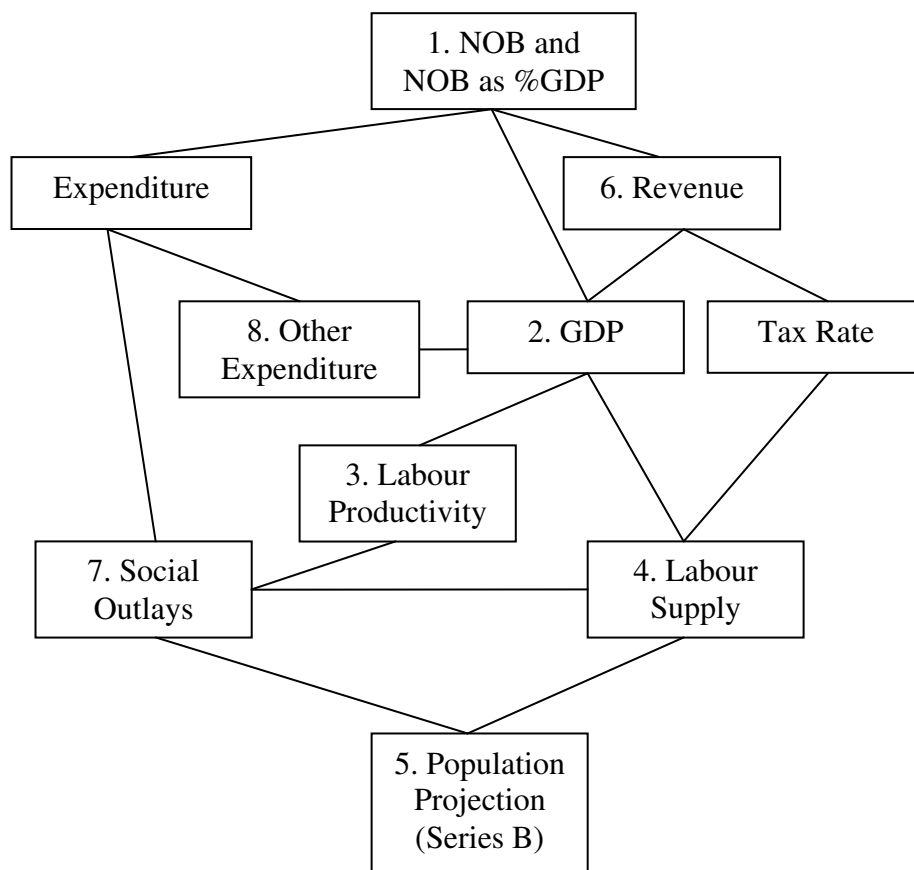 1. NOB and
NOB as %GDP
Expenditure
6. Revenue
8. Other
Expenditure
2. GDP
Tax Rate
3. Labour
Productivity
7. Social
Outlays
4. Labour
Supply
5. Population
Projection
(Series B)